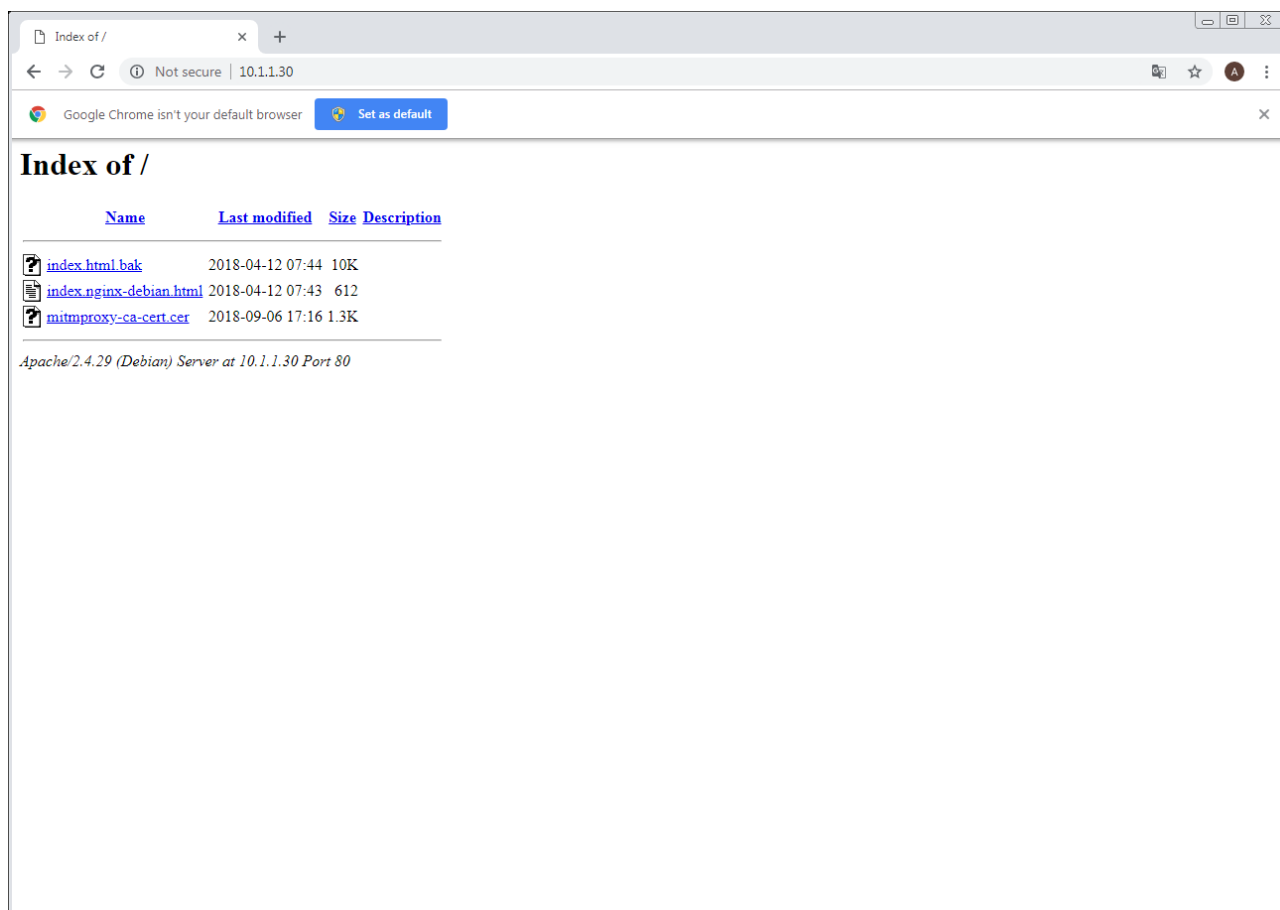 Index of /
Not secure | 10.1.1.30
A
Google Chrome isn't your default browser
Set as default
Index of /
Name Last modified Size Description
index.html.bak 2018-04-12 07:44 10K
index.nginx-debian.html 2018-04-12 07:43 612
mitmproxy-ca-cert.cer 2018-09-06 17:16 1.3K
Apache/2.4.29 (Debian) Server at 10.1.1.30 Port 80